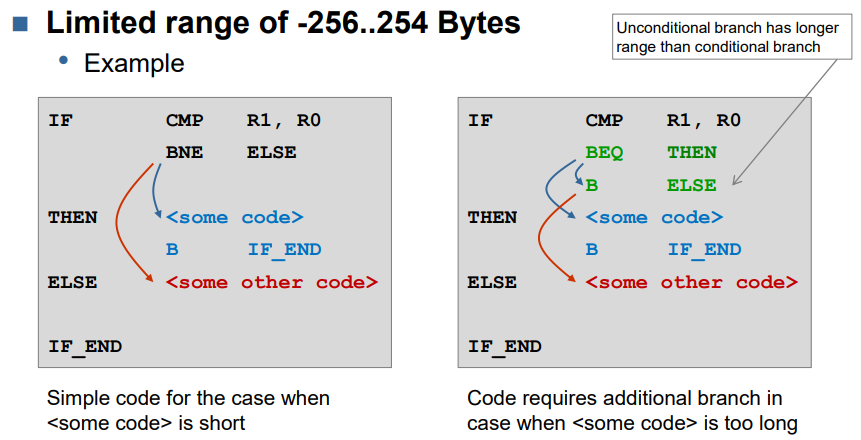 Limited range of -256..254 Bytes
Unconditional branch has longer
range than conditional branch
Example
IF CMP R1, R0
BNE ELSE
THEN <some code>
B IF_END
ELSE <some other code>
IF_END
IF CMP R1, R0
BEQ THEN
B ELSE
THEN <some code>
B IF_END
ELSE <some other code>
IF_END
Simple code for the case when
<some code> is short
Code requires additional branch in
case when <some code> is too long